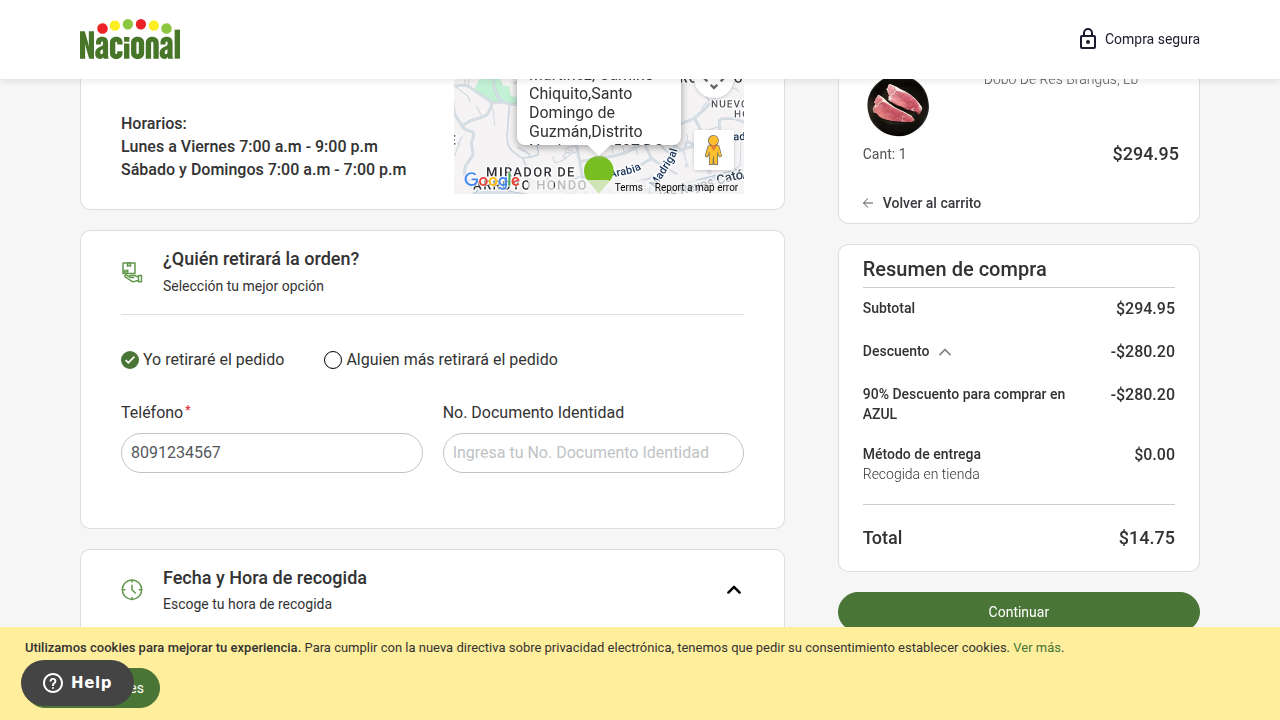 Nacional
Compra segura
Chiquito,Santo
Domingo de
Guzmán,Distrito
Horarios:
Lunes a Viernes 7:00 a.m - 9:00 p.m
Sábado y Domingos 7:00 a.m - 7:00 p.m
MIRADOR DE
HONDO
Arabia
Madrigal
Google
Terms
Report a map error
Dobo De Res Brangus, Lb
Cant: 1
$294.95
Volver al carrito
¿Quién retirará la orden?
Selección tu mejor opción
Yo retiraré el pedido
Alguien más retirará el pedido
Teléfono*
No. Documento Identidad
8091234567
Ingresa tu No. Documento Identidad
Fecha y Hora de recogida
Escoge tu hora de recogida
Resumen de compra
Subtotal
$294.95
Descuento
-$280.20
90% Descuento para comprar en
AZUL
-$280.20
Método de entrega
$0.00
Recogida en tienda
Total
$14.75
Continuar
Utilizamos cookies para mejorar tu experiencia. Para cumplir con la nueva directiva sobre privacidad electrónica, tenemos que pedir su consentimiento establecer cookies. Ver más.
Help
es